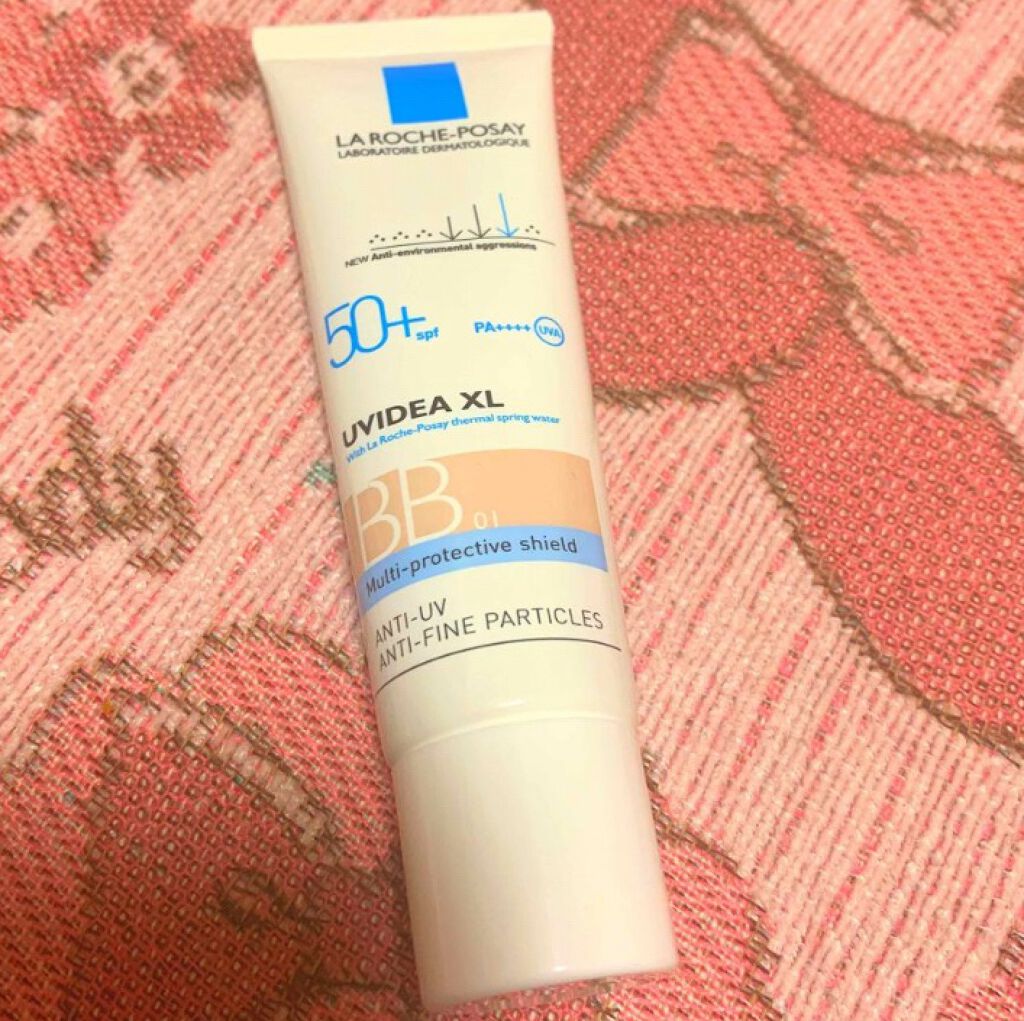 LA ROCHE-POSAY
LABORATOIRE DERMATOLOGIQUE
NEW Anti-environmental aggressions
50+ spf PA++++ UVA
UVIDEA XL
With La Roche-Posay thermal spring water
BB 01
Multi-protective shield
ANTI-UV
ANTI-FINE PARTICLES